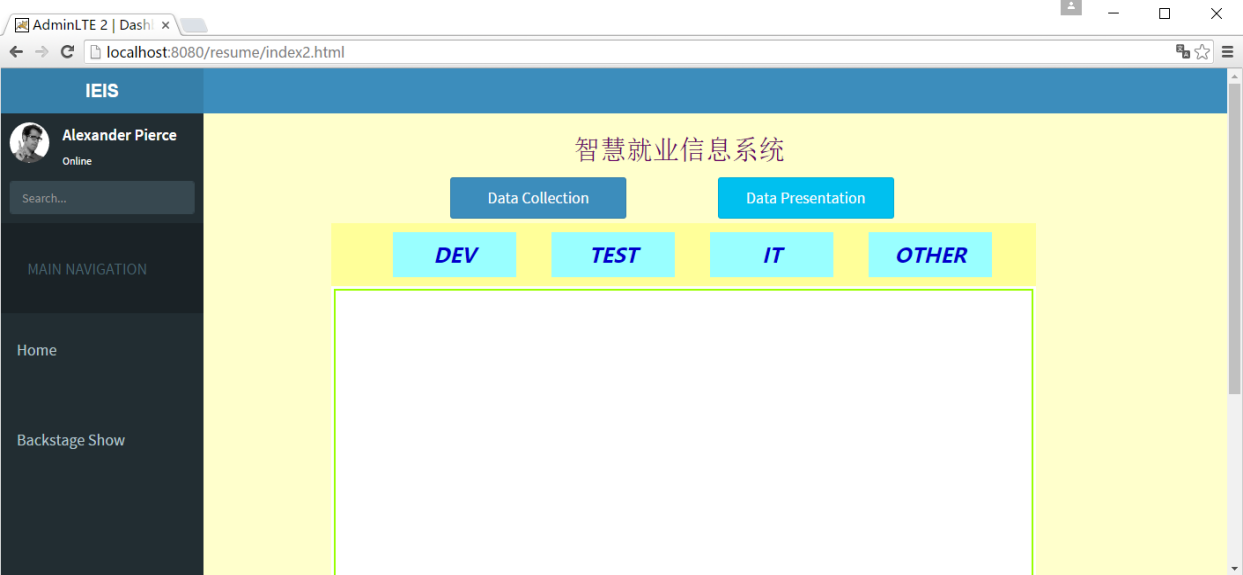 AdminLTE 2 | Dash
localhost:8080/resume/index2.html
IEIS
Alexander Pierce
Online
Search...
MAIN NAVIGATION
Home
Backstage Show
智慧就业信息系统
Data Collection Data Presentation
DEV TEST IT OTHER